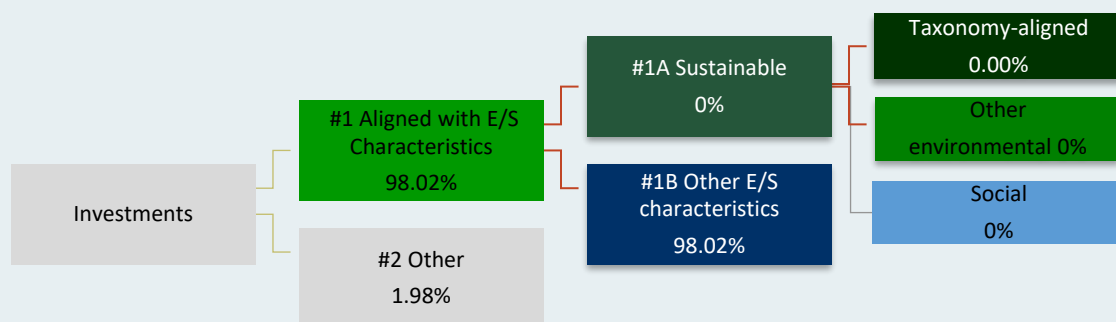 Investments
#1 Aligned with E/S
Characteristics
98.02%
#2 Other
1.98%
#1A Sustainable
0%
#1B Other E/S
characteristics
98.02%
Taxonomy-aligned
0.00%
Other
environmental 0%
Social
0%